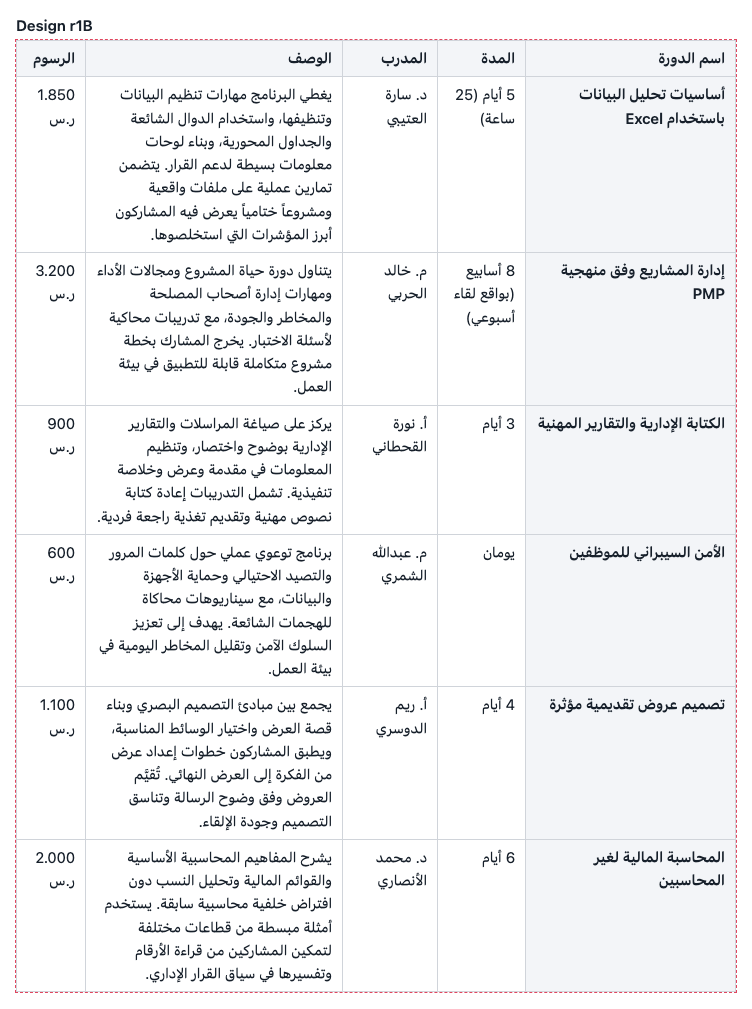 Design r1B
اسم الدورة
المدة
المدرب
الوصف
الرسوم
أساسيات تحليل البيانات
باستخدام Excel
5 أيام (25
ساعة)
د. سارة
العتيبي
يغطي البرنامج مهارات تنظيم البيانات
وتنظيفها، واستخدام الدوال الشائعة
والجداول المحورية، وبناء لوحات
معلومات بسيطة لدعم القرار. يتضمن
تمارين عملية على ملفات واقعية
ومشروعاً ختامياً يعرض فيه المشاركون
أبرز المؤشرات التي استخلصوها.
1.850
ر.س
إدارة المشاريع وفق منهجية
PMP
8 أسابيع
(بواقع لقاء
أسبوعي)
م. خالد
الحربي
يتناول دورة حياة المشروع ومجالات الأداء
ومهارات إدارة أصحاب المصلحة
والمخاطر والجودة، مع تدريبات محاكية
لأسئلة الاختبار. يخرج المشارك بخطة
مشروع متكاملة قابلة للتطبيق في بيئة
العمل.
3.200
ر.س
الكتابة الإدارية والتقارير المهنية
3 أيام
أ. نورة
القحطاني
يركز على صياغة المراسلات والتقارير
الإدارية بوضوح واختصار، وتنظيم
المعلومات في مقدمة وعرض وخلاصة
تنفيذية. تشمل التدريبات إعادة كتابة
نصوص مهنية وتقديم تغذية راجعة فردية.
900
ر.س
الأمن السيبراني للموظفين
يومان
م. عبدالله
الشمري
برنامج توعوي عملي حول كلمات المرور
والتصيد الاحتيالي وحماية الأجهزة
والبيانات، مع سيناريوهات محاكاة
للهجمات الشائعة. يهدف إلى تعزيز
السلوك الآمن وتقليل المخاطر اليومية في
بيئة العمل.
600
ر.س
تصميم عروض تقديمية مؤثرة
4 أيام
أ. ريم
الدوسري
يجمع بين مبادئ التصميم البصري وبناء
قصة العرض واختيار الوسائط المناسبة،
ويطبق المشاركون خطوات إعداد عرض
من الفكرة إلى العرض النهائي. تُقيَّم
العروض وفق وضوح الرسالة وتناسق
التصميم وجودة الإلقاء.
1.100
ر.س
المحاسبة المالية لغير
المحاسبين
6 أيام
د. محمد
الأنصاري
يشرح المفاهيم المحاسبية الأساسية
والقوائم المالية وتحليل النسب دون
افتراض خلفية محاسبية سابقة. يستخدم
أمثلة مبسطة من قطاعات مختلفة
لتمكين المشاركين من قراءة الأرقام
وتفسيرها في سياق القرار الإداري.
2.000
ر.س